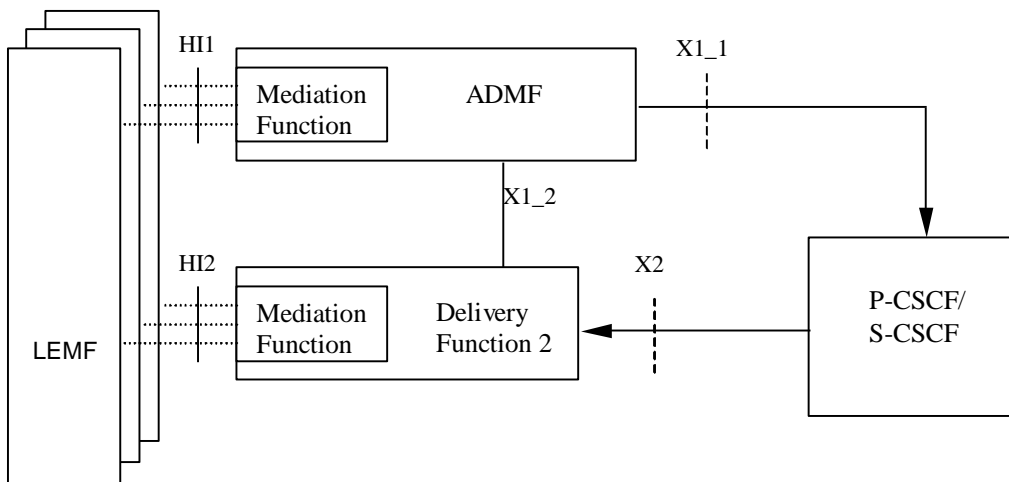 HI1
X1_1
Mediation
Function
ADMF
X1_2
HI2
X2
Mediation
Function
Delivery
Function 2
P-CSCF/
S-CSCF
LEMF